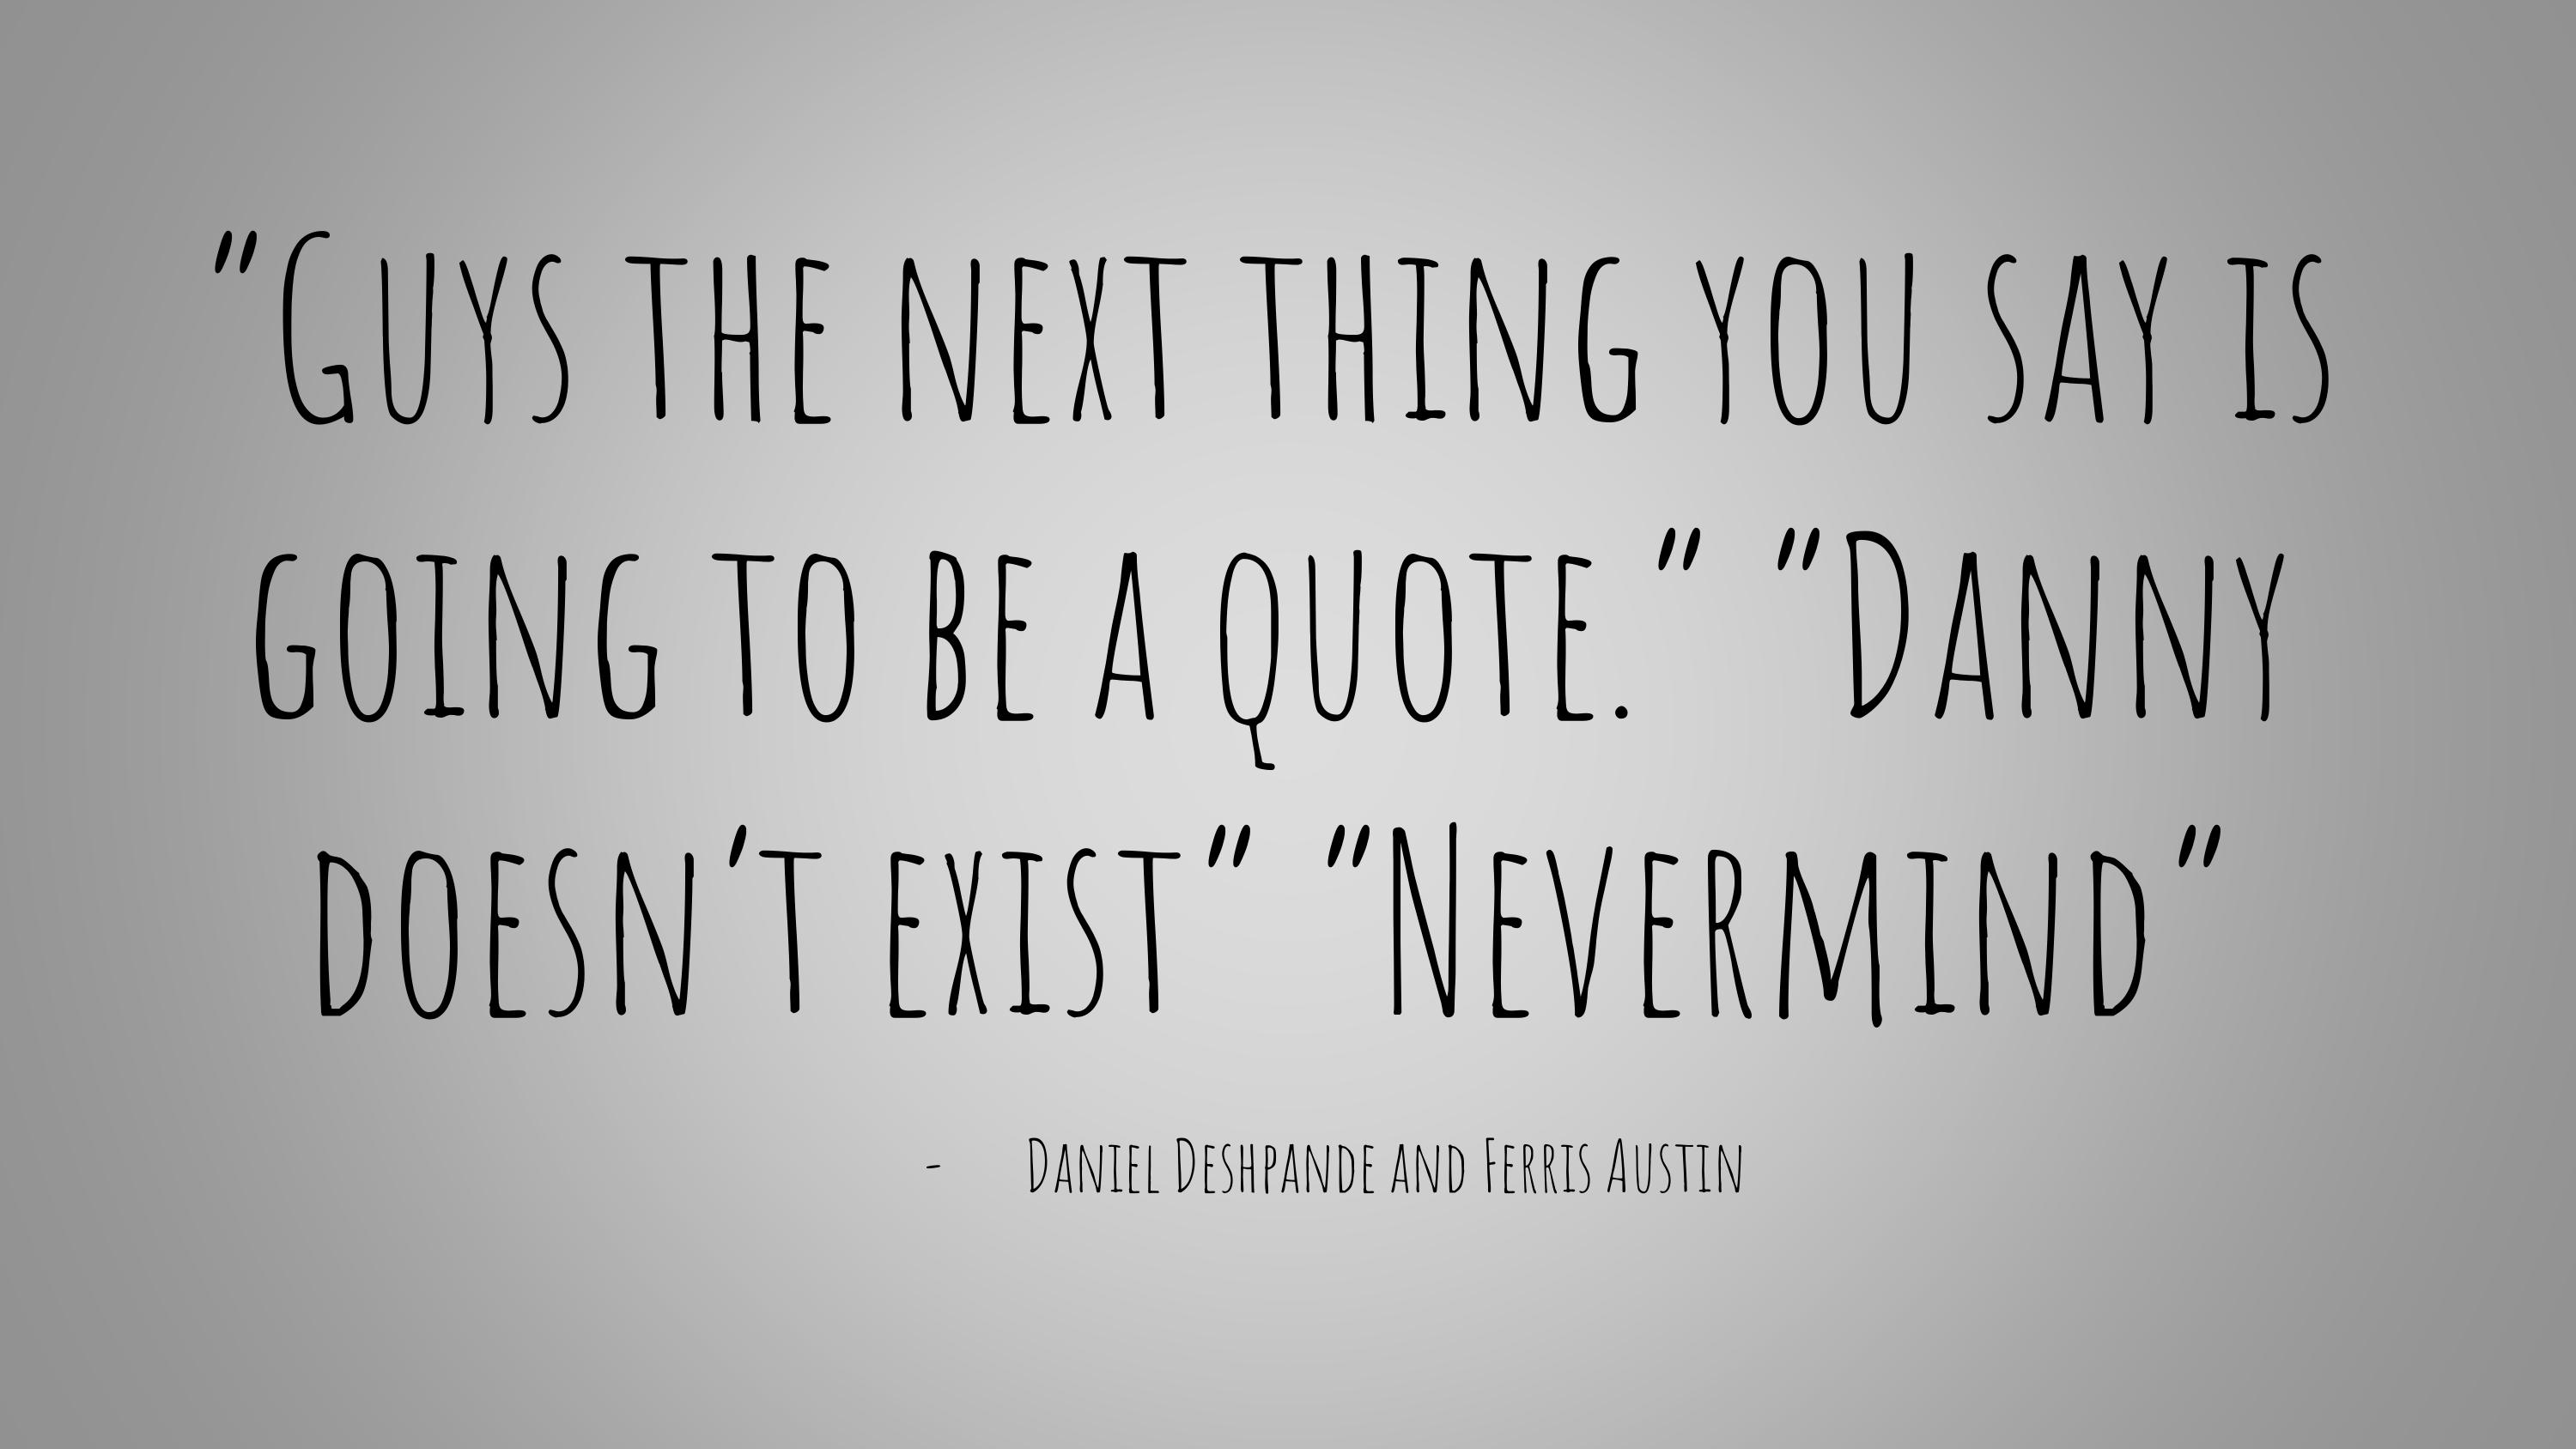 "Guys the next thing you say is
going to be a quote." "Danny
doesn't exist" "Nevermind"
- Daniel Deshpande and Ferris Austin